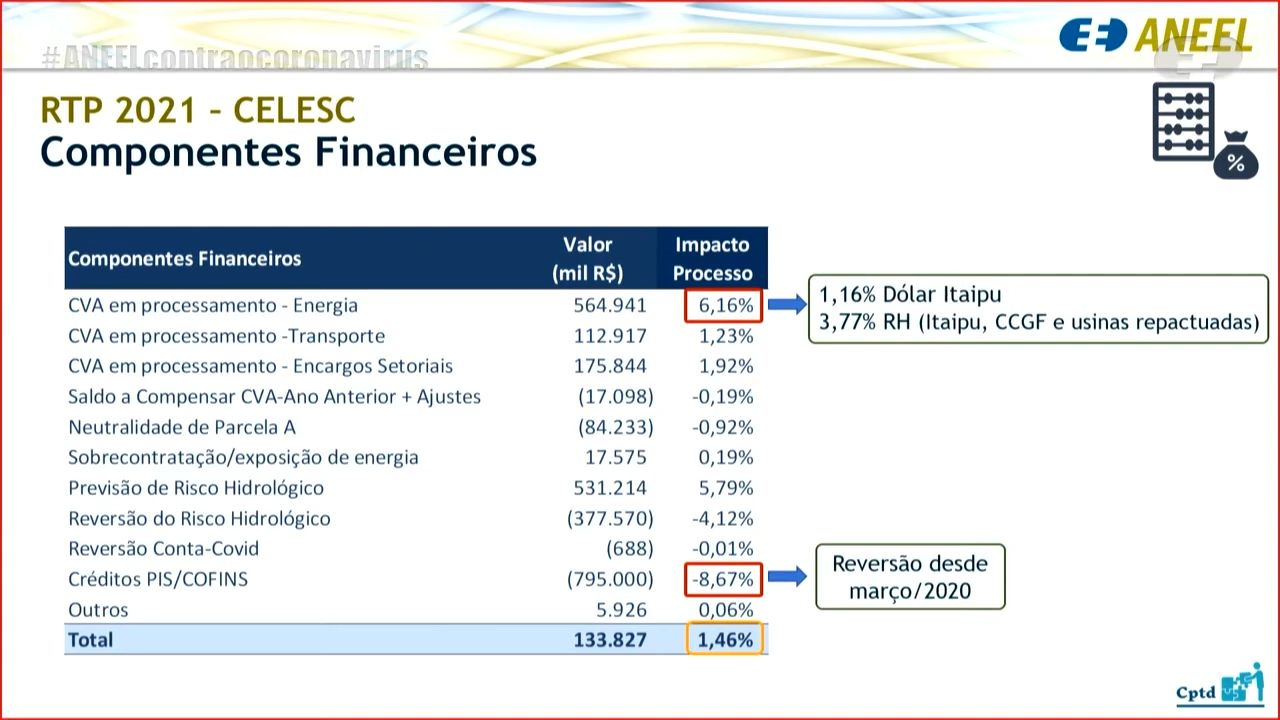 #ANEELcontraocoronavirus
ANEEL
RTP 2021 – CELESC
Componentes Financeiros
%
Componentes Financeiros Valor (mil R$) Impacto Processo
CVA em processamento - Energia 564.941 6,16%
CVA em processamento -Transporte 112.917 1,23%
CVA em processamento - Encargos Setoriais 175.844 1,92%
Saldo a Compensar CVA-Ano Anterior + Ajustes (17.098) -0,19%
Neutralidade de Parcela A (84.233) -0,92%
Sobrecontratação/exposição de energia 17.575 0,19%
Previsão de Risco Hidrológico 531.214 5,79%
Reversão do Risco Hidrológico (377.570) -4,12%
Reversão Conta-Covid (688) -0,01%
Créditos PIS/COFINS (795.000) -8,67%
Outros 5.926 0,06%
Total 133.827 1,46%
1,16% Dólar Itaipu
3,77% RH (Itaipu, CCGF e usinas repactuadas)
Reversão desde
março/2020
Cptd